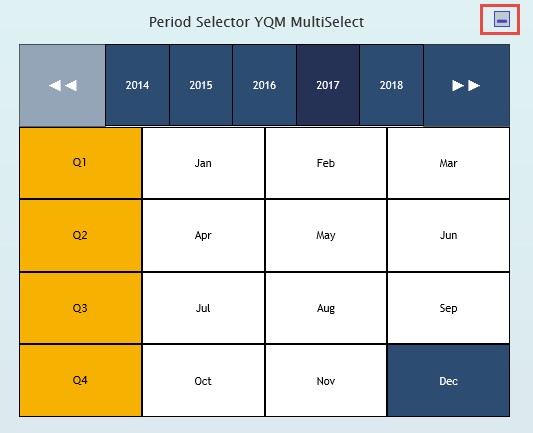 Period Selector YQM MultiSelect
◀◀ 2014 2015 2016 2017 2018 ▶▶
Q1 Jan Feb Mar
Q2 Apr May Jun
Q3 Jul Aug Sep
Q4 Oct Nov Dec